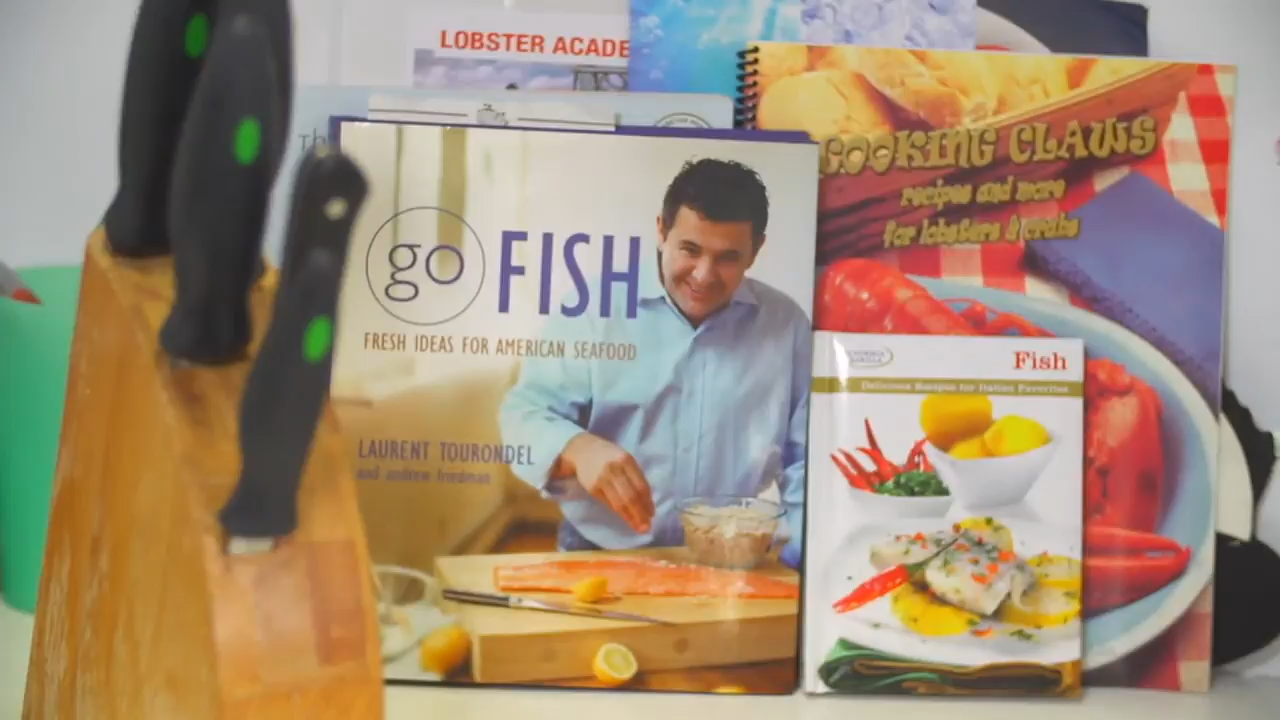 LOBSTER ACADE
Th
go FISH
FRESH IDEAS FOR AMERICAN SEAFOOD
LAURENT TOURONDEL
and andrew friedman
COOKING CLAWS
recipes and more
for lobsters & crabs
Fish
Delicious Recipes for Italian Favorites